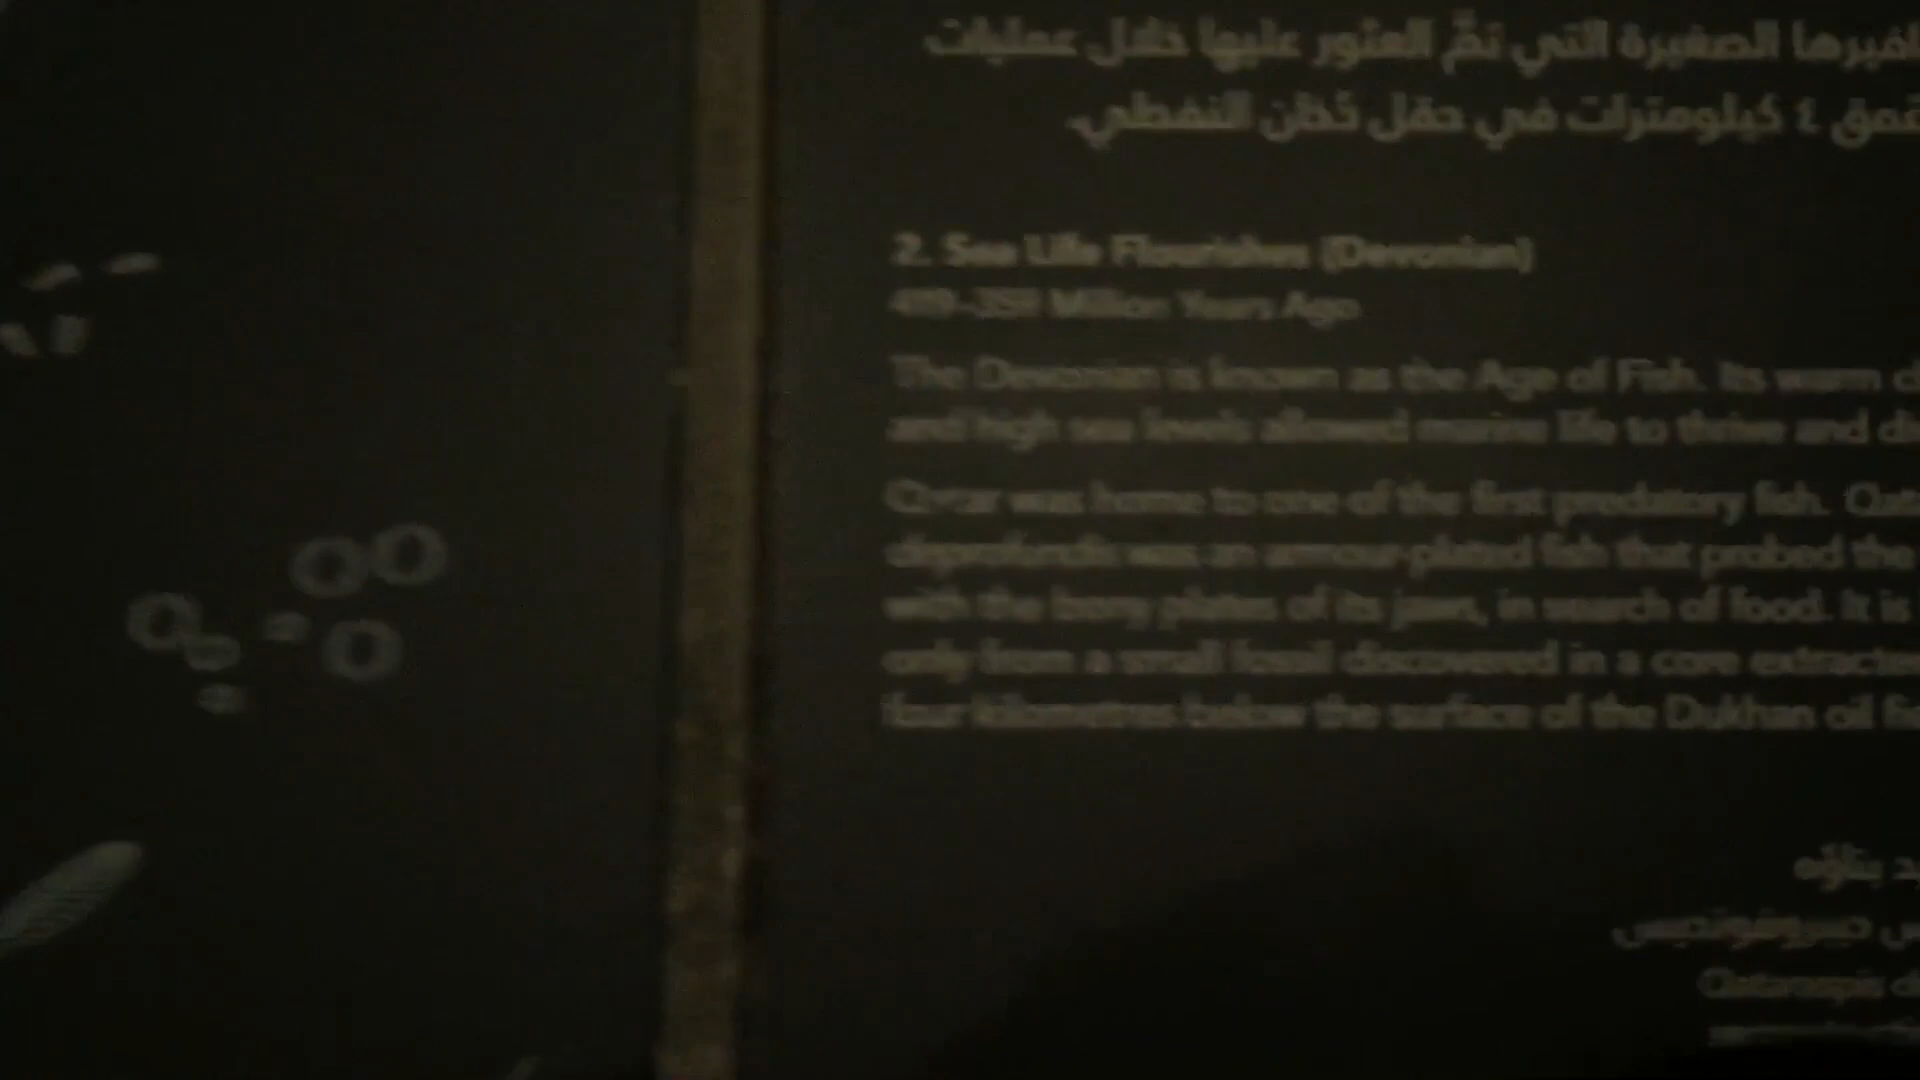 الصغيرة التي تمّ العثور عليها خلال عمليات
٤ كيلومترات في حقل دُخان النفطي.
2. Sea Life Flourishes (Devonian)
419-359 Million Years Ago
The Devonian is known as the Age of Fish. Its warm
and high sea levels allowed marine life to thrive and
Qatar was home to one of the first predatory fish.
was an armour-plated fish that probed the
with the bony plates of its jaws, in search of food. It is
only from a small fossil discovered in a core extracted
four kilometres below the surface of the Dukhan oil
Qataraspis